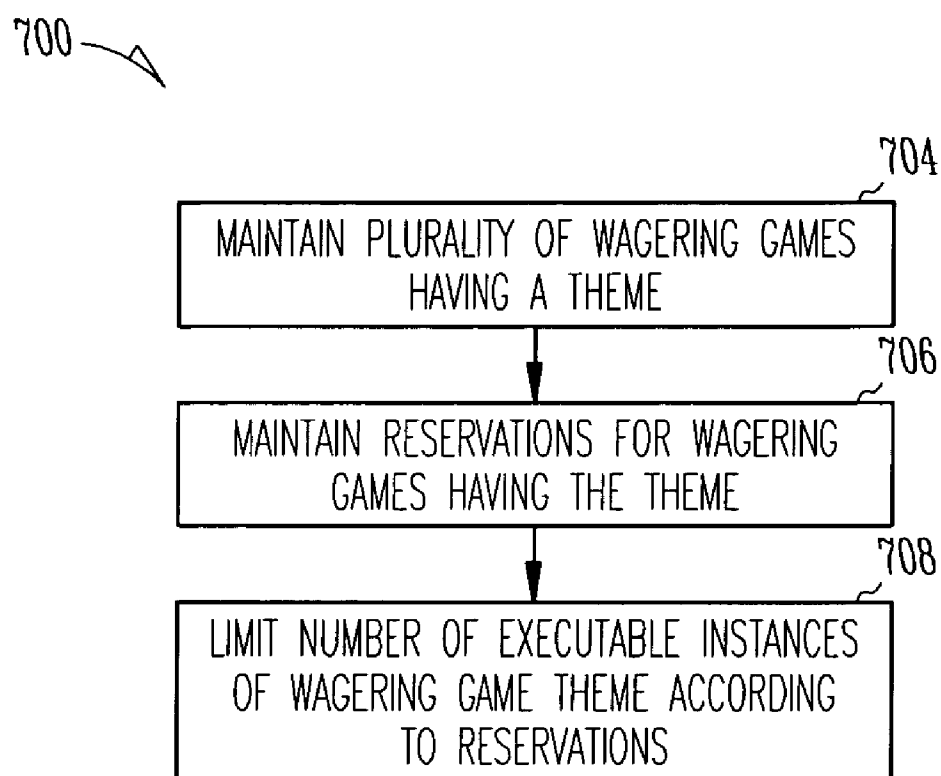 700
704
MAINTAIN PLURALITY OF WAGERING GAMES
HAVING A THEME
706
MAINTAIN RESERVATIONS FOR WAGERING
GAMES HAVING THE THEME
708
LIMIT NUMBER OF EXECUTABLE INSTANCES
OF WAGERING GAME THEME ACCORDING
TO RESERVATIONS